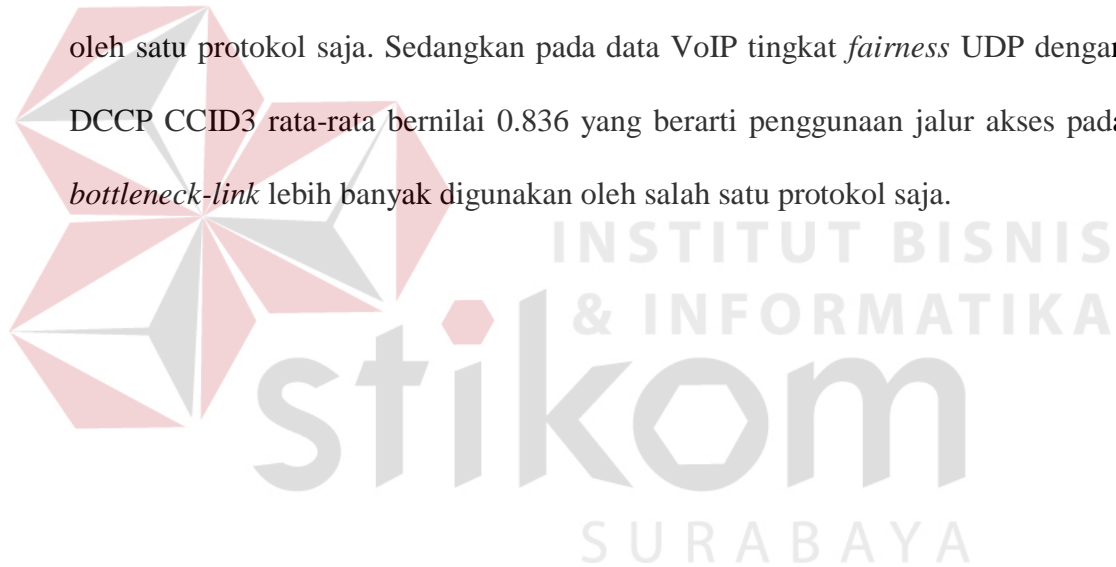 oleh satu protokol saja. Sedangkan pada data VoIP tingkat fairness UDP dengan
DCCP CCID3 rata-rata bernilai 0.836 yang berarti penggunaan jalur akses pada
bottleneck-link lebih banyak digunakan oleh salah satu protokol saja.
INSTITUT BISNIS
& INFORMATIKA
stikom
SURABAYA